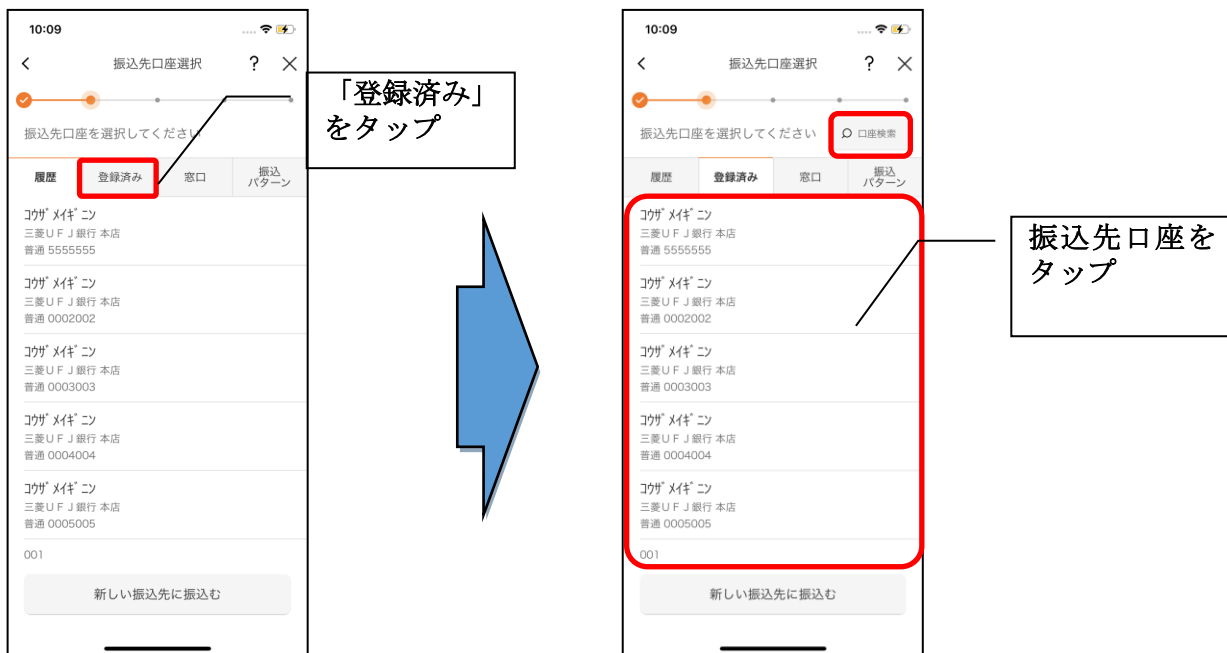 10:09
振込先口座選択 ?
振込先口座を選択してください
履歴 登録済み 窓口 振込
パターン
コウザ メイギニン
三菱UFJ銀行 本店
普通 5555555
コウザ メイギニン
三菱UFJ銀行 本店
普通 0002002
コウザ メイギニン
三菱UFJ銀行 本店
普通 0003003
コウザ メイギニン
三菱UFJ銀行 本店
普通 0004004
コウザ メイギニン
三菱UFJ銀行 本店
普通 0005005
001
新しい振込先に振込む
「登録済み」
をタップ
10:09
振込先口座選択 ?
振込先口座を選択してください 口座検索
履歴 登録済み 窓口 振込
パターン
コウザ メイギニン
三菱UFJ銀行 本店
普通 5555555
コウザ メイギニン
三菱UFJ銀行 本店
普通 0002002
コウザ メイギニン
三菱UFJ銀行 本店
普通 0003003
コウザ メイギニン
三菱UFJ銀行 本店
普通 0004004
コウザ メイギニン
三菱UFJ銀行 本店
普通 0005005
001
新しい振込先に振込む
振込先口座を
タップ